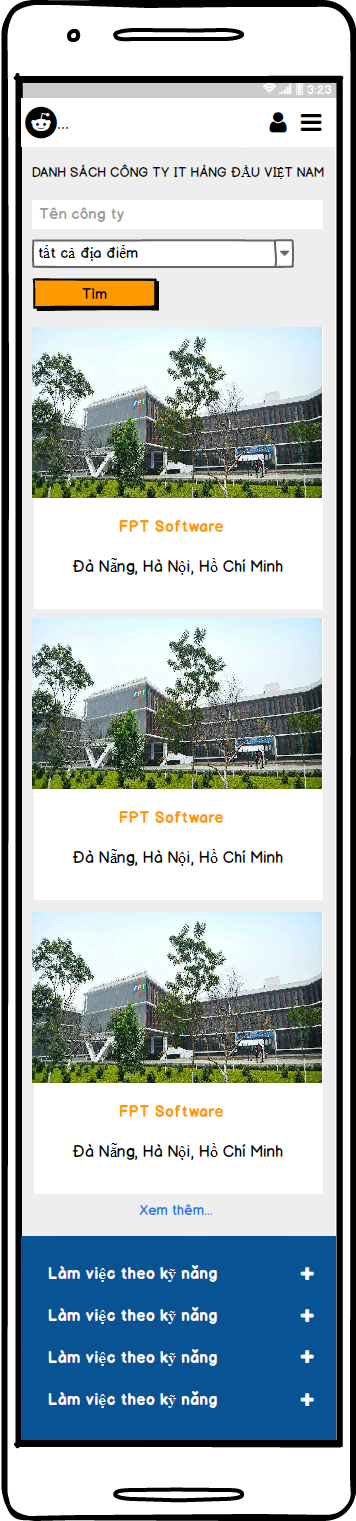 3:23
...
DANH SÁCH CÔNG TY IT HÀNG ĐẦU VIỆT NAM
Tên công ty
tất cả địa điểm
Tìm
FPT
FPT Software
Đà Nẵng, Hà Nội, Hồ Chí Minh
FPT
FPT Software
Đà Nẵng, Hà Nội, Hồ Chí Minh
FPT
FPT Software
Đà Nẵng, Hà Nội, Hồ Chí Minh
Xem thêm...
Làm việc theo kỹ năng +
Làm việc theo kỹ năng +
Làm việc theo kỹ năng +
Làm việc theo kỹ năng +